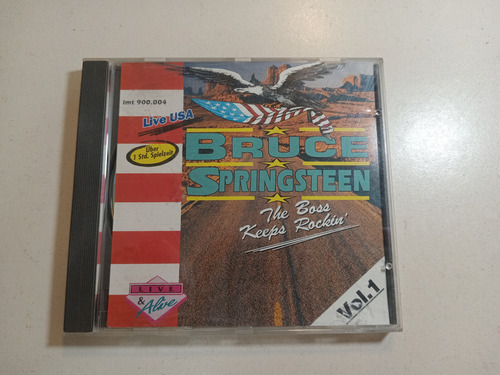 imt 900.004
Live USA
Über
1 Std. Spielzeit
BRUCE
SPRINGSTEEN
The Boss
Keeps Rockin'
LIVE
& Alive
Vol.1